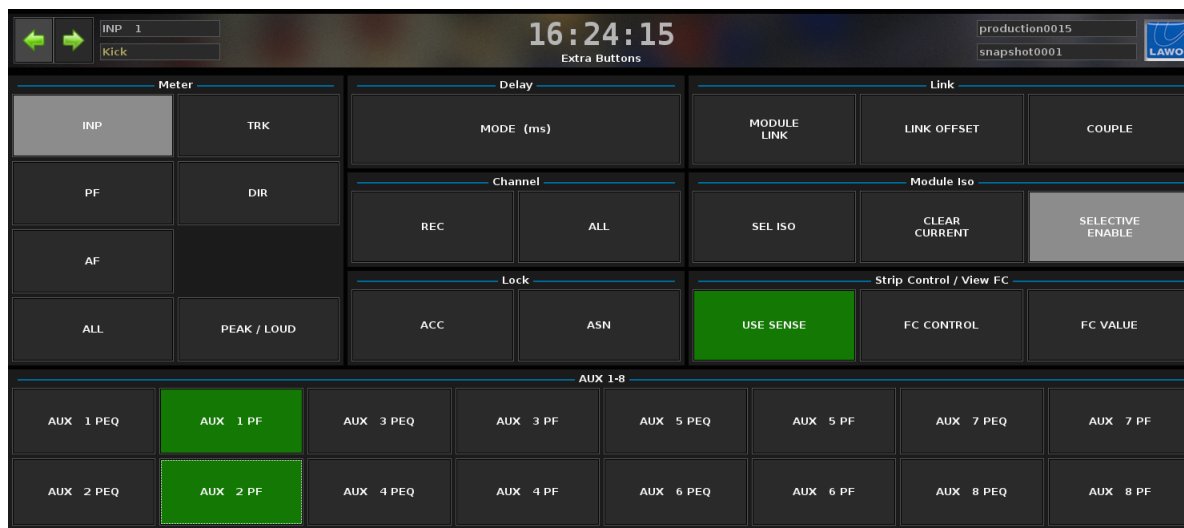 INP 1
Kick
16:24:15
Extra Buttons
production0015
snapshot0001
LAWO
Meter
INP
TRK
PF
DIR
AF
ALL
PEAK / LOUD
Delay
MODE (ms)
Channel
REC
ALL
Lock
ACC
ASN
Link
MODULE
LINK
LINK OFFSET
COUPLE
Module Iso
SEL ISO
CLEAR
CURRENT
SELECTIVE
ENABLE
Strip Control / View FC
USE SENSE
FC CONTROL
FC VALUE
AUX 1-8
AUX 1 PEQ
AUX 1 PF
AUX 3 PEQ
AUX 3 PF
AUX 5 PEQ
AUX 5 PF
AUX 7 PEQ
AUX 7 PF
AUX 2 PEQ
AUX 2 PF
AUX 4 PEQ
AUX 4 PF
AUX 6 PEQ
AUX 6 PF
AUX 8 PEQ
AUX 8 PF